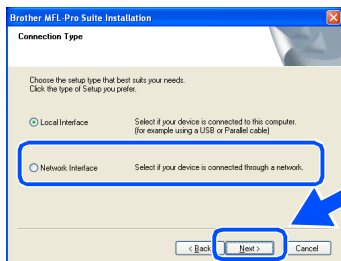 Brother MFL-Pro Suite Installation
Connection Type
Choose the setup type that best suits your needs.
Click the type of Setup you prefer.
Local Interface
Select if your device is connected to this computer.
(for example using a USB or Parallel cable)
Network Interface
Select if your device is connected through a network.
< Back
Next >
Cancel